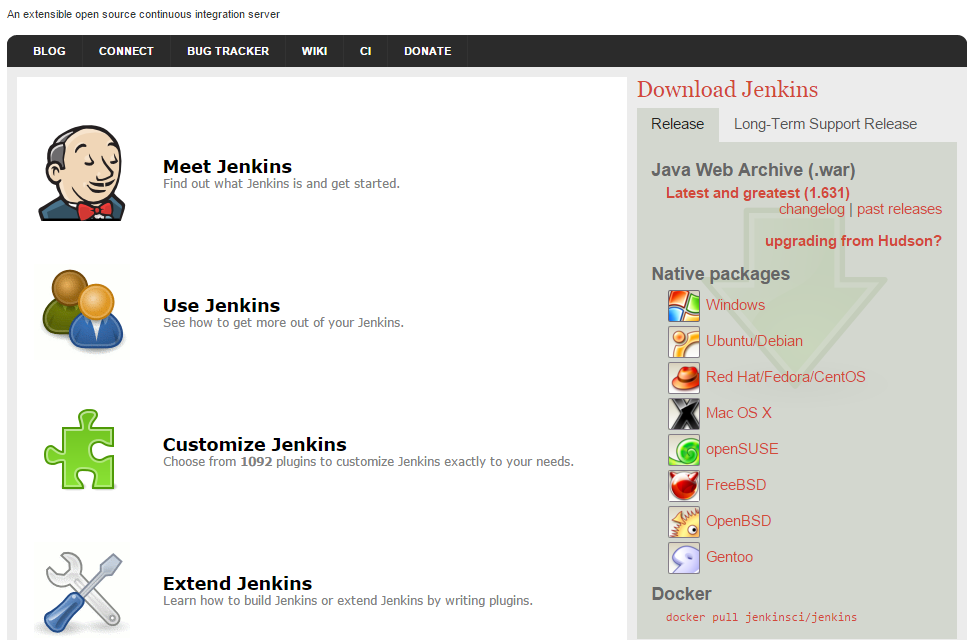 An extensible open source continuous integration server
BLOG CONNECT BUG TRACKER WIKI CI DONATE
Meet Jenkins
Find out what Jenkins is and get started.
Use Jenkins
See how to get more out of your Jenkins.
Customize Jenkins
Choose from 1092 plugins to customize Jenkins exactly to your needs.
Extend Jenkins
Learn how to build Jenkins or extend Jenkins by writing plugins.
Download Jenkins
Release Long-Term Support Release
Java Web Archive (.war)
Latest and greatest (1.631)
changelog | past releases
upgrading from Hudson?
Native packages
Windows
Ubuntu/Debian
Red Hat/Fedora/CentOS
Mac OS X
openSUSE
FreeBSD
OpenBSD
Gentoo
Docker
docker pull jenkinsci/jenkins